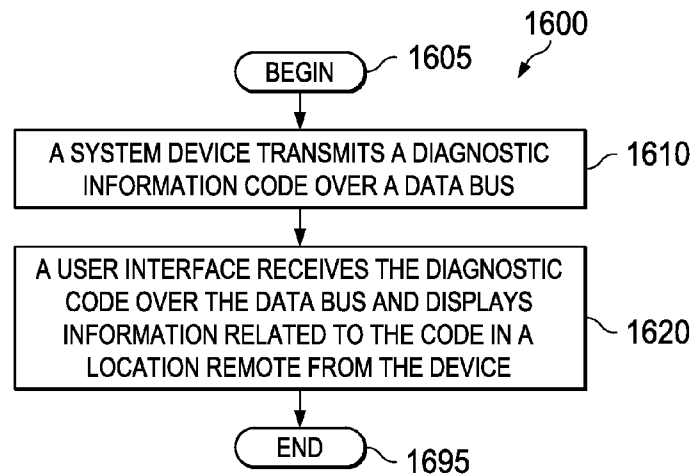 1600
BEGIN
1605
A SYSTEM DEVICE TRANSMITS A DIAGNOSTIC
INFORMATION CODE OVER A DATA BUS
1610
A USER INTERFACE RECEIVES THE DIAGNOSTIC
CODE OVER THE DATA BUS AND DISPLAYS
INFORMATION RELATED TO THE CODE IN A
LOCATION REMOTE FROM THE DEVICE
1620
END
1695